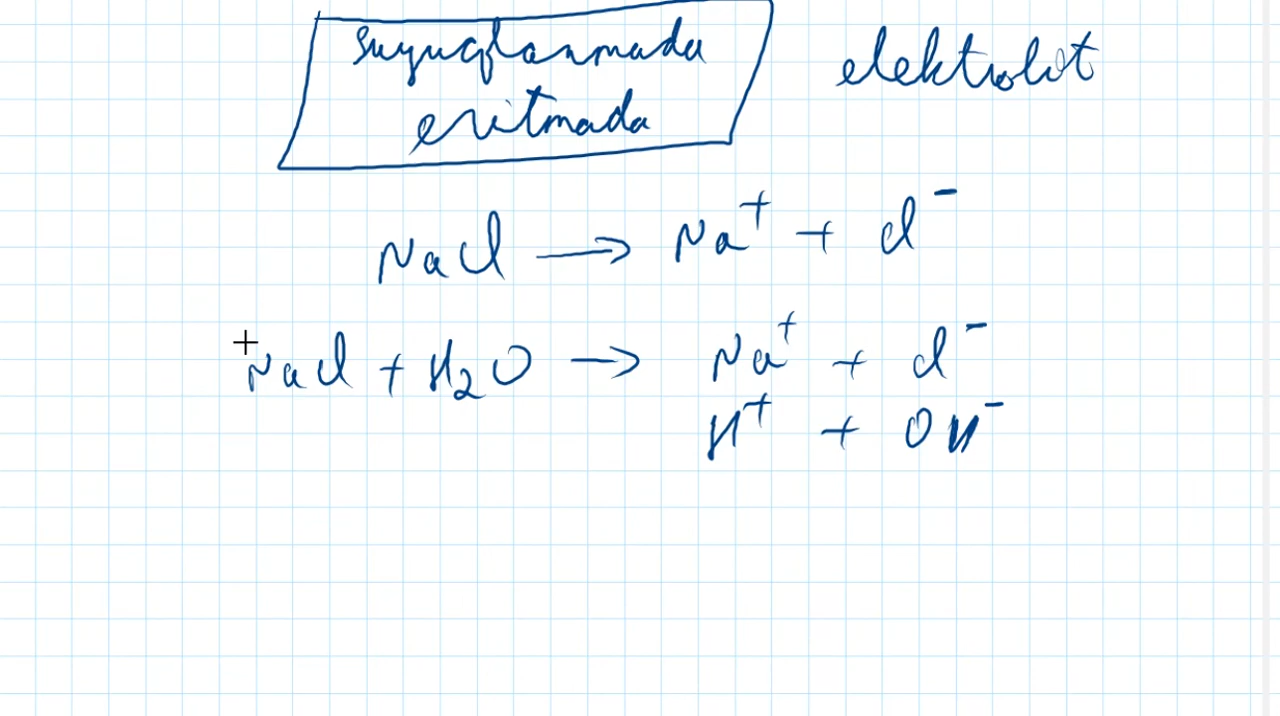 suyuqlanmada
eritmada
elektrolit
NaCl → Na⁺ + Cl⁻
NaCl + H₂O → Na⁺ + Cl⁻
H⁺ + OH⁻